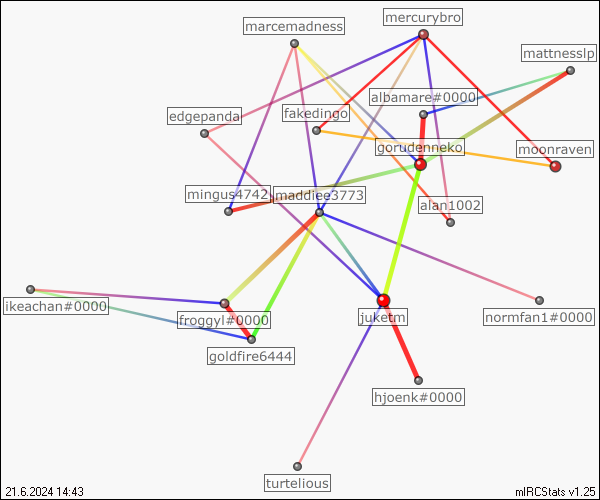 marcemadness
mercurybro
mattnesslp
albamare#0000
edgepanda
fakedingo
gorudenneko
moonraven
mingus4742
maddiee3773
alan1002
ikeachan#0000
froggyl#0000
juketm
normfan1#0000
goldfire6444
hjoenk#0000
turtelious
21.6.2024 14:43
mIRCStats v1.25